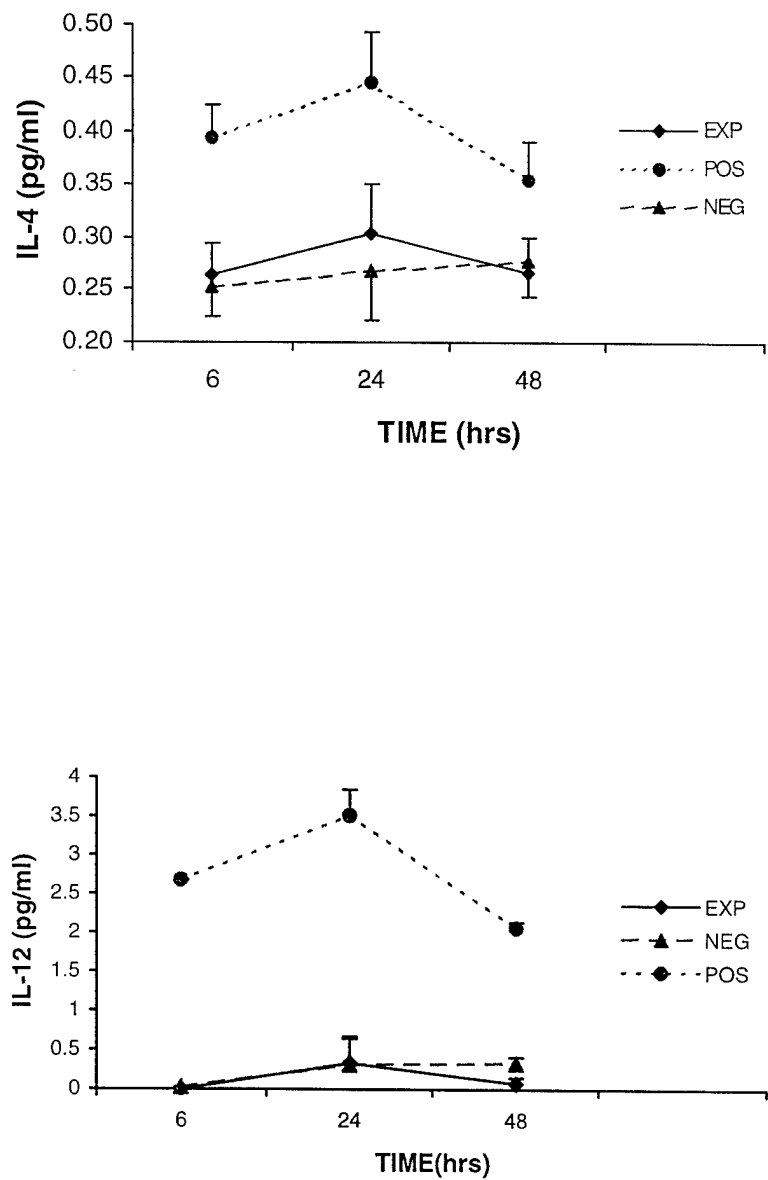 0.50
0.45
0.40
0.35
0.30
0.25
0.20
IL-4 (pg/ml)
6 24 48
TIME (hrs)
EXP
POS
NEG
4
3.5
3
2.5
2
1.5
1
0.5
0
IL-12 (pg/ml)
6 24 48
TIME(hrs)
EXP
NEG
POS